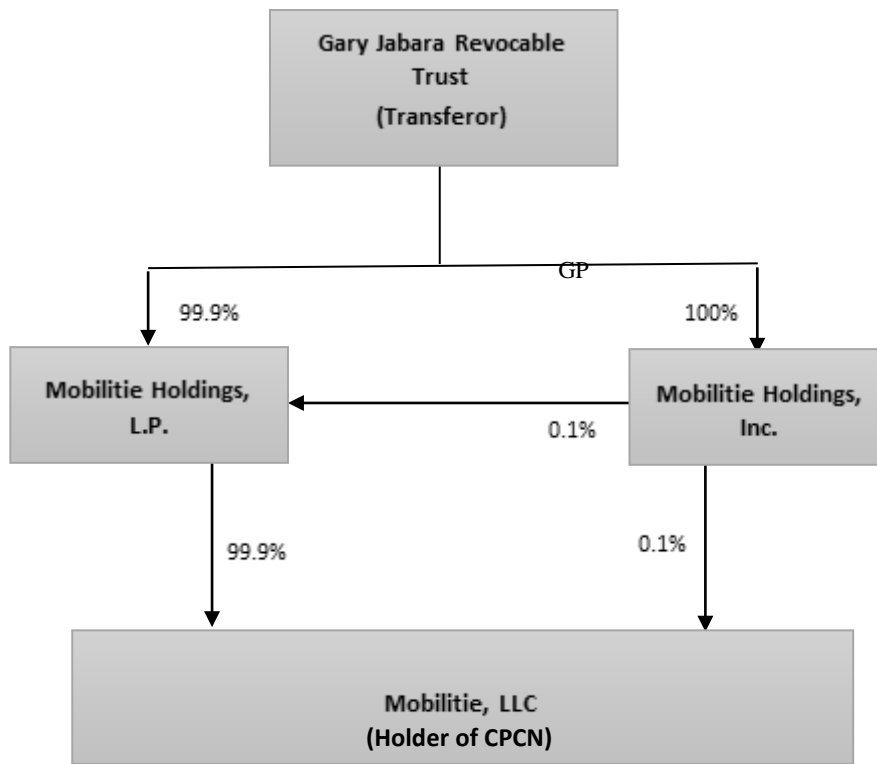 Gary Jabara Revocable
Trust
(Transferor)
GP
99.9%
100%
Mobilitie Holdings,
L.P.
Mobilitie Holdings,
Inc.
0.1%
99.9%
0.1%
Mobilitie, LLC
(Holder of CPCN)